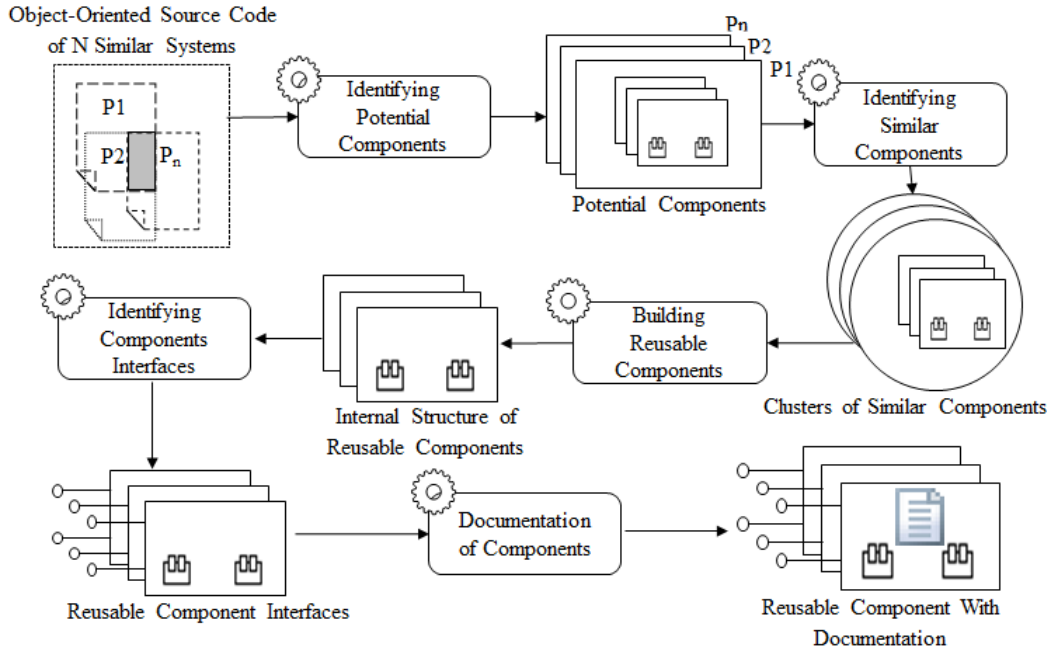 Object-Oriented Source Code
of N Similar Systems
P1
P2
Pn
Identifying
Potential
Components
Pn
P2
P1
Potential Components
Identifying
Similar
Components
Clusters of Similar Components
Building
Reusable
Components
Internal Structure of
Reusable Components
Identifying
Components
Interfaces
Reusable Component Interfaces
Documentation
of Components
Reusable Component With
Documentation